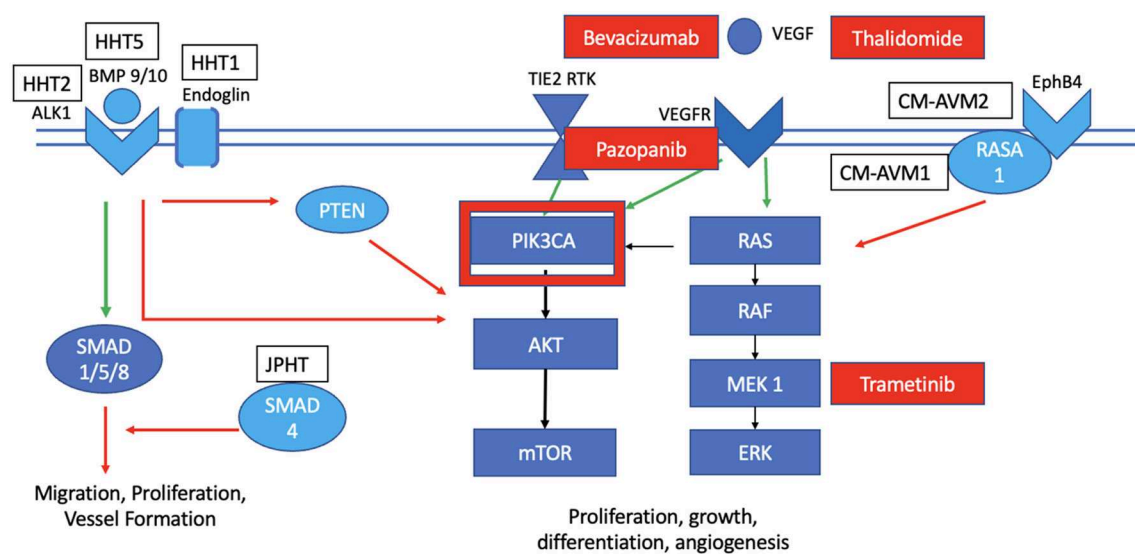 HHT5
BMP 9/10
HHT2
ALK1
HHT1
Endoglin
Bevacizumab
VEGF
Thalidomide
TIE2 RTK
VEGFR
Pazopanib
CM-AVM2
EphB4
CM-AVM1
RASA
1
PTEN
PIK3CA
RAS
RAF
AKT
SMAD
1/5/8
JPHT
SMAD
4
MEK 1
Trametinib
mTOR
ERK
Migration, Proliferation,
Vessel Formation
Proliferation, growth,
differentiation, angiogenesis